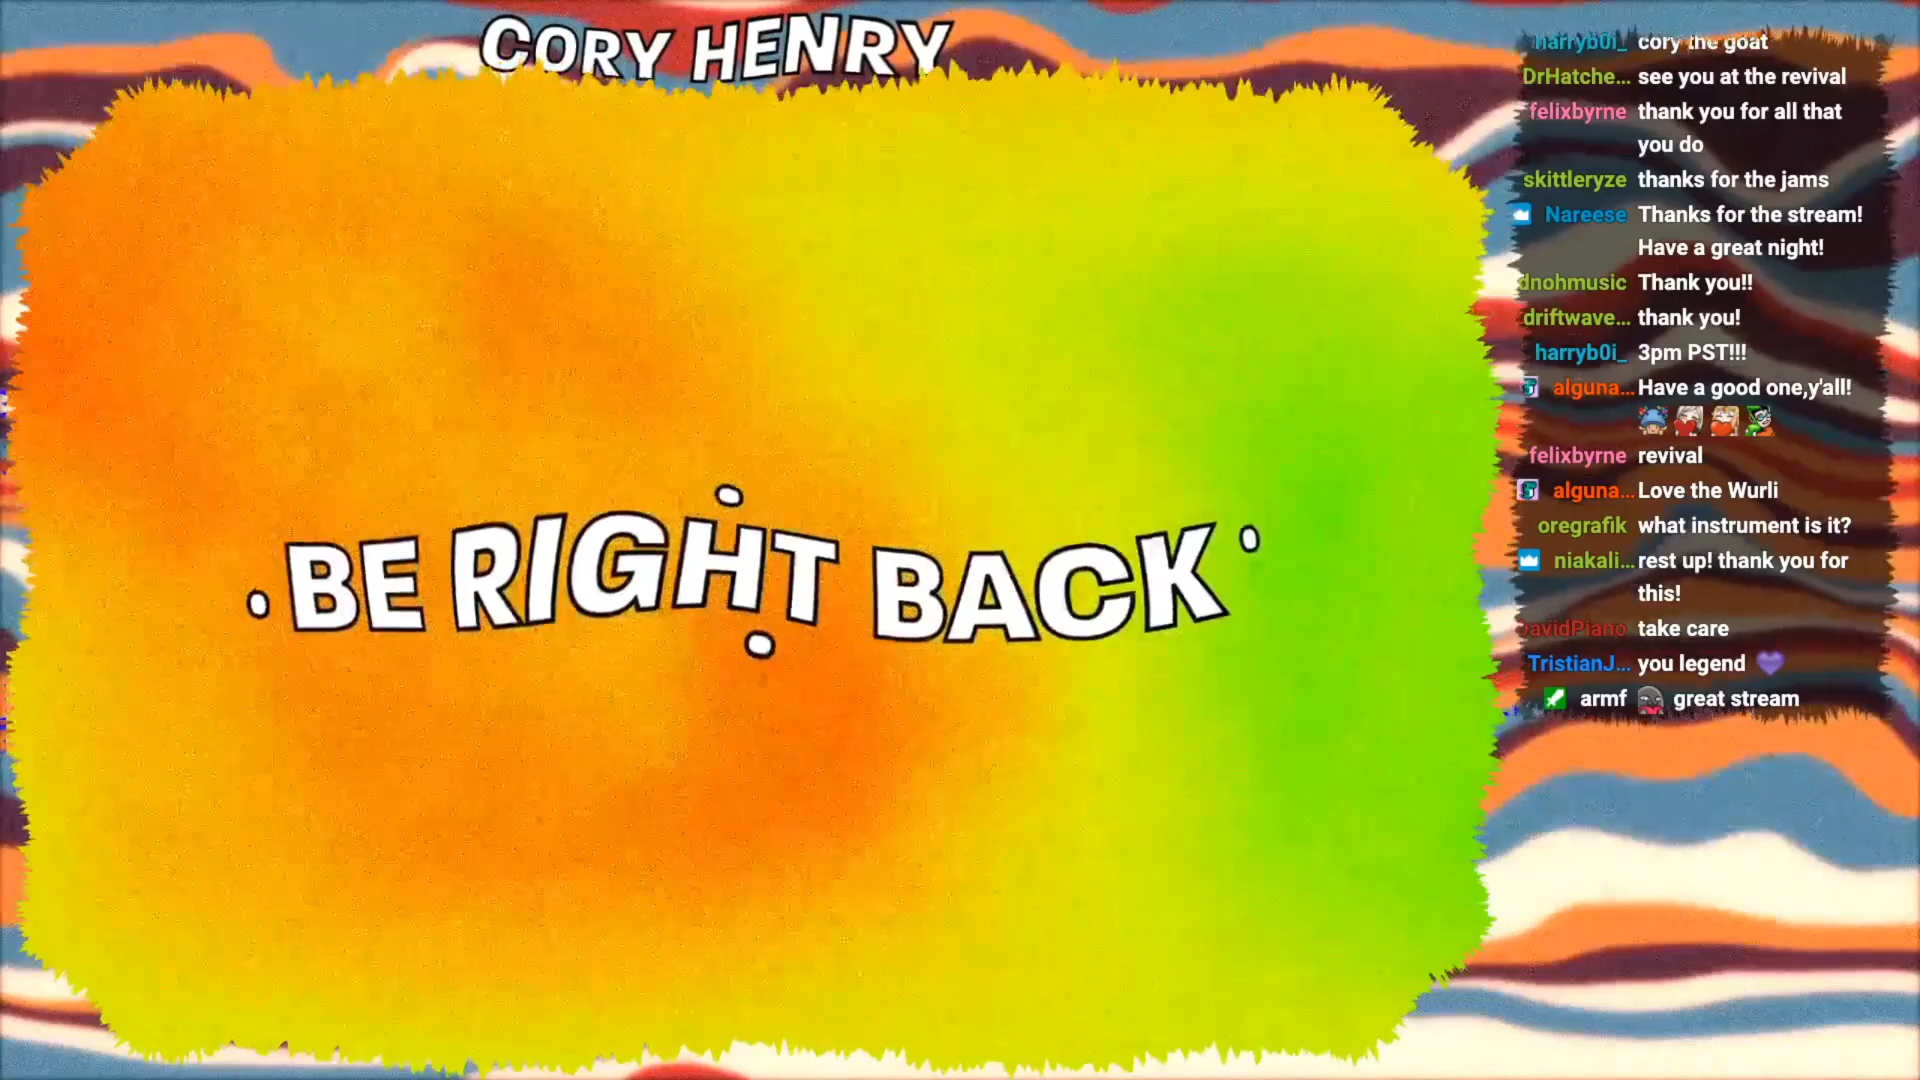 CORY HENRY
BE RIGHT BACK
harryb0i_ cory the goat
DrHatche... see you at the revival
felixbyrne thank you for all that
you do
skittleryze thanks for the jams
Nareese Thanks for the stream!
Have a great night!
dnohmusic Thank you!!
driftwave... thank you!
harryb0i_ 3pm PST!!!
alguna... Have a good one,y'all!
felixbyrne revival
alguna... Love the Wurli
oregrafik what instrument is it?
niakali... rest up! thank you for
this!
DavidPiano take care
TristianJ... you legend
armf great stream